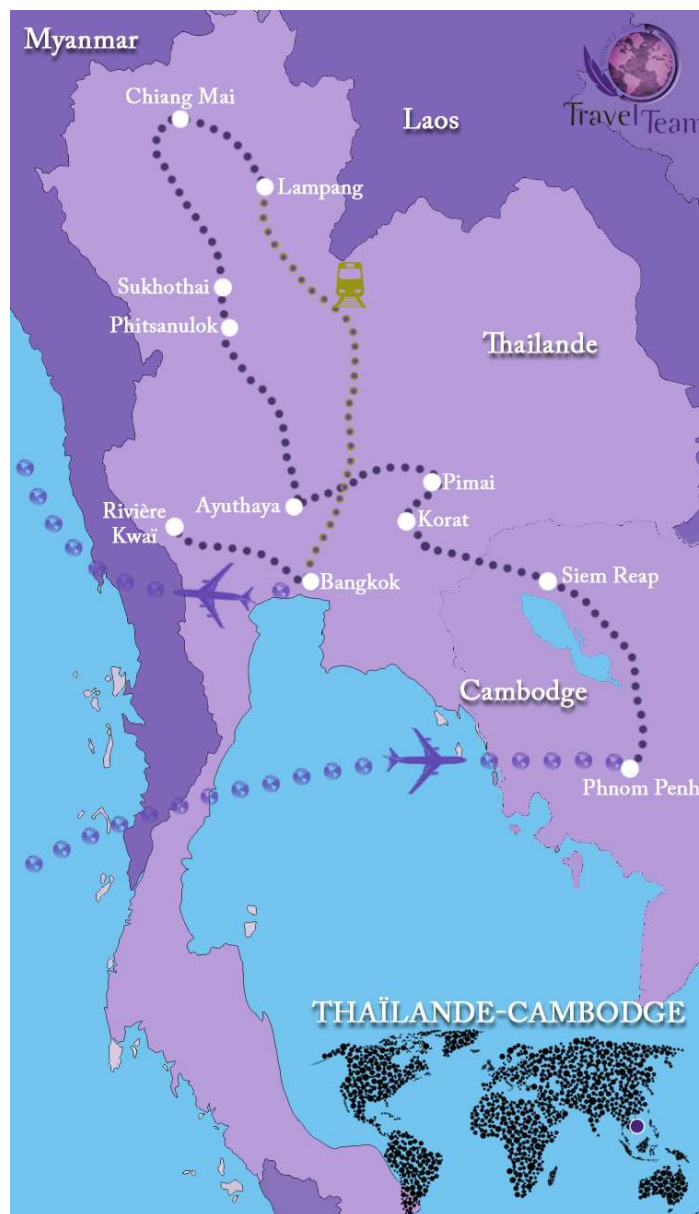 Myanmar
Chiang Mai
Laos
Travel Team
Lampang
Sukhothai
Phitsanulok
Thailande
Pimai
Ayuthaya
Rivière
Kwaï
Korat
Bangkok
Siem Reap
Cambodge
Phnom Penh
THAÏLANDE-CAMBODGE